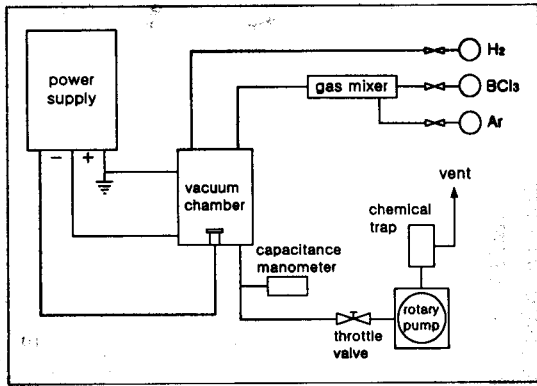 power
supply
− +
H₂
gas mixer
BCl₃
Ar
vacuum
chamber
vent
chemical
trap
capacitance
manometer
rotary
pump
throttle
valve